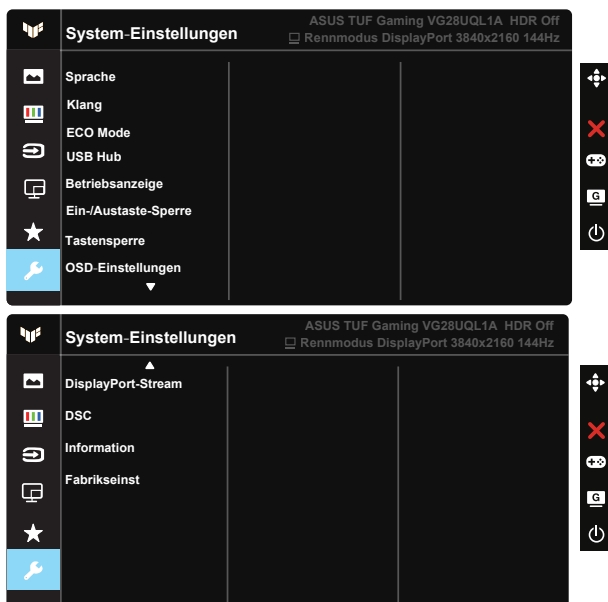 System-Einstellungen
ASUS TUF Gaming VG28UQL1A HDR Off
Rennmodus DisplayPort 3840x2160 144Hz
Sprache
Klang
ECO Mode
USB Hub
Betriebsanzeige
Ein-/Austaste-Sperre
Tastensperre
OSD-Einstellungen
G
System-Einstellungen
ASUS TUF Gaming VG28UQL1A HDR Off
Rennmodus DisplayPort 3840x2160 144Hz
DisplayPort-Stream
DSC
Information
Fabrikseinst
G